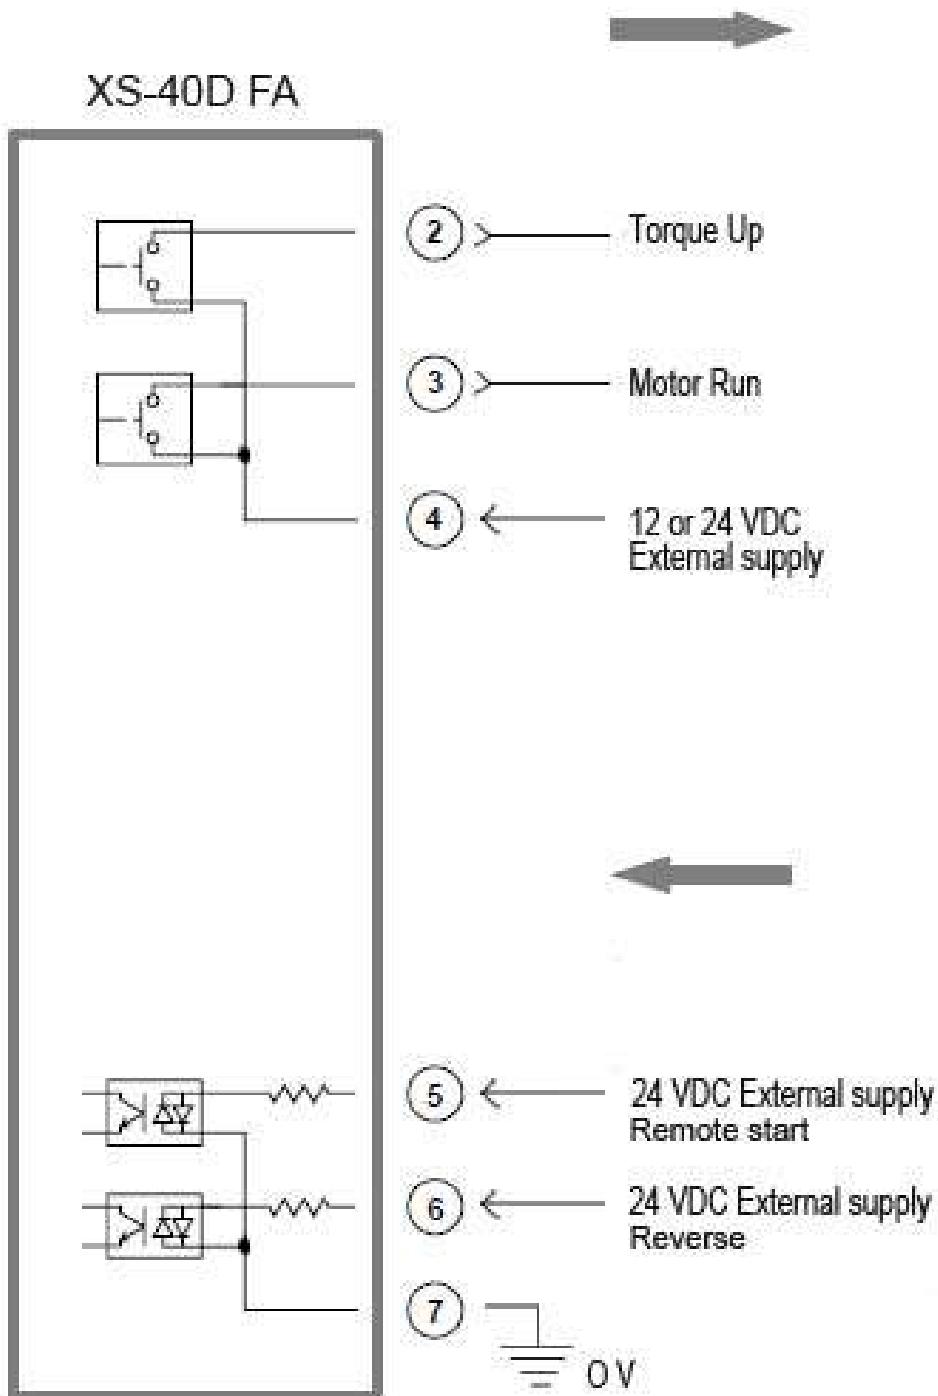 XS-40D FA
2 Torque Up
3 Motor Run
4 12 or 24 VDC
External supply
5 24 VDC External supply
Remote start
6 24 VDC External supply
Reverse
7
0 V